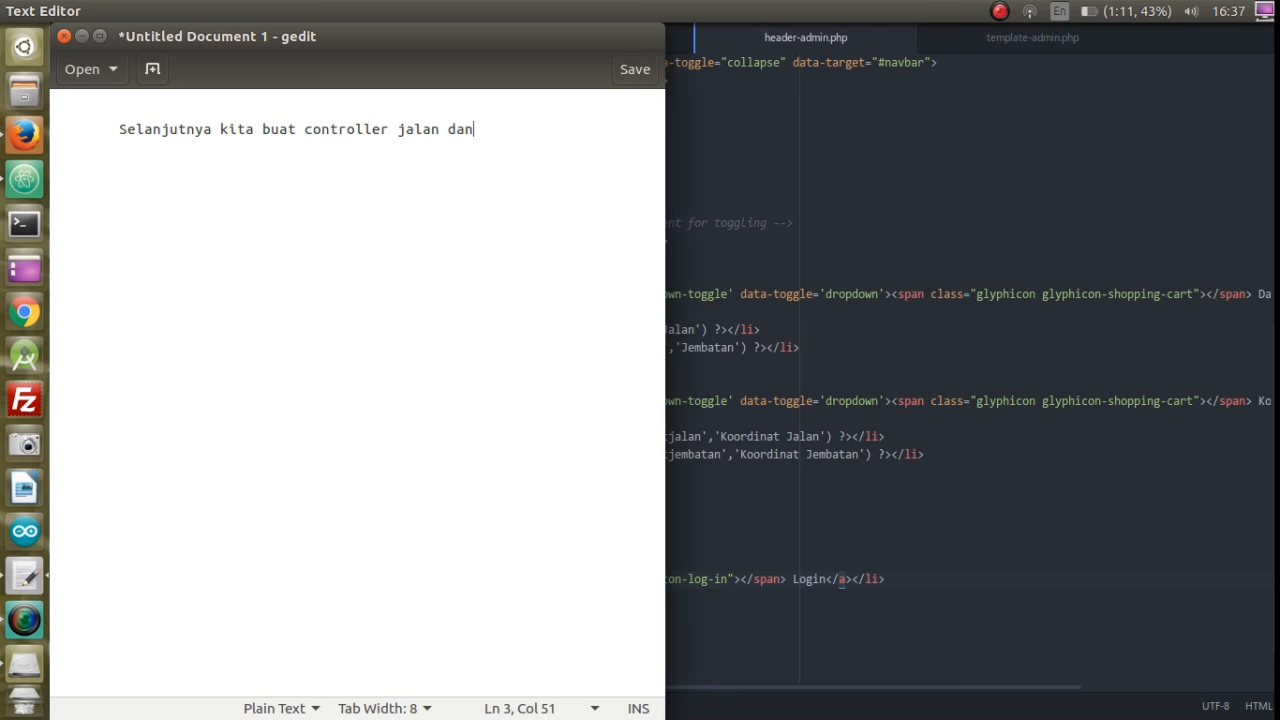 Text Editor
En
(1:11, 43%)
16:37
*Untitled Document 1 - gedit
Open
Save
Selanjutnya kita buat controller jalan dan
Plain Text
Tab Width: 8
Ln 3, Col 51
INS
header-admin.php
template-admin.php
a-toggle="collapse" data-target="#navbar">
nt for toggling -->
wn-toggle' data-toggle='dropdown'><span class="glyphicon glyphicon-shopping-cart"></span> Da
Jalan') ?></li>
,'Jembatan') ?></li>
wn-toggle' data-toggle='dropdown'><span class="glyphicon glyphicon-shopping-cart"></span> Ko
tjalan','Koordinat Jalan') ?></li>
tjembatan','Koordinat Jembatan') ?></li>
con-log-in"></span> Login</a></li>
UTF-8
HTML